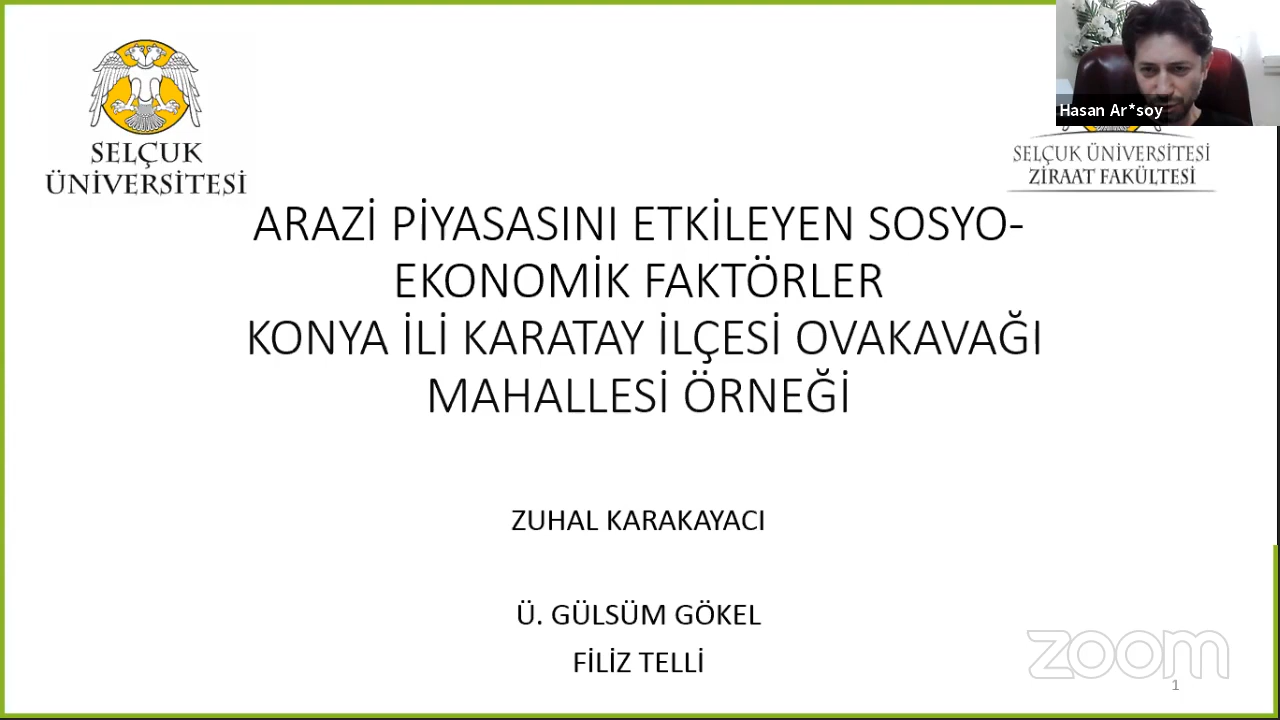 SELÇUK
ÜNİVERSİTESİ
Hasan Ar*soy
SELÇUK ÜNİVERSİTESİ
ZİRAAT FAKÜLTESİ
ARAZİ PİYASASINI ETKİLEYEN SOSYO-
EKONOMİK FAKTÖRLER
KONYA İLİ KARATAY İLÇESİ OVAKAVAĞI
MAHALLESİ ÖRNEĞİ
ZUHAL KARAKAYACI
Ü. GÜLSÜM GÖKEL
FİLİZ TELLİ
zoom
1